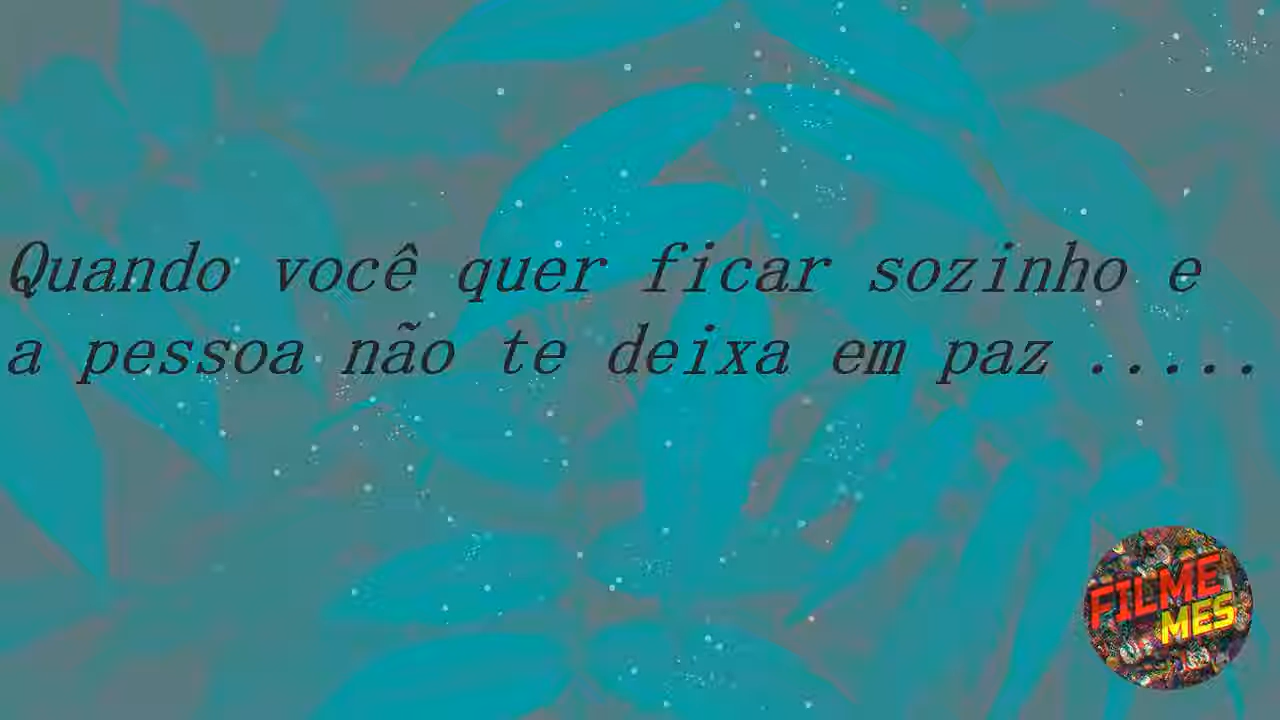 Quando você quer ficar sozinho e
a pessoa não te deixa em paz .....
FILME
MES